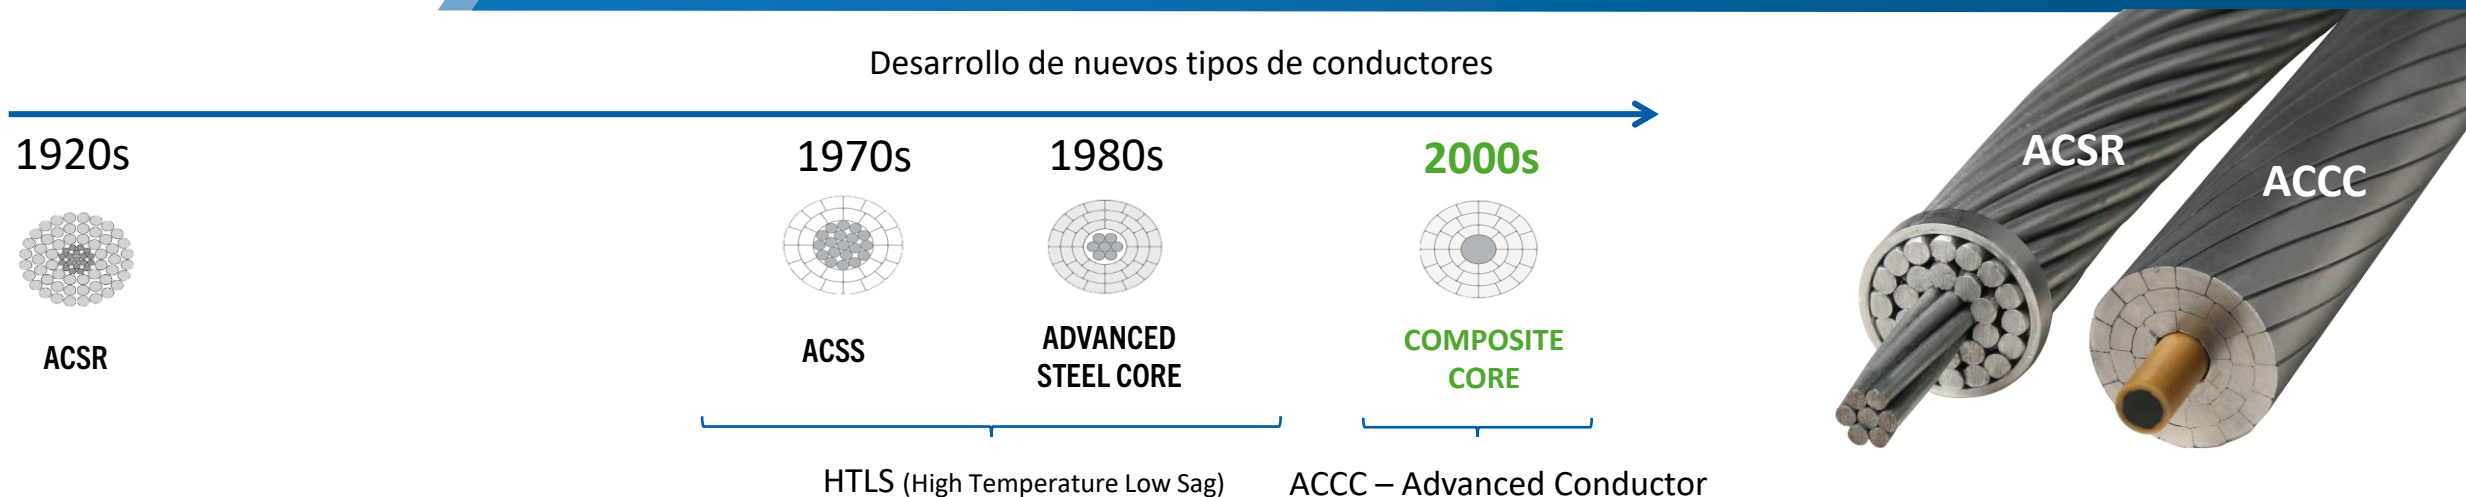 Desarrollo de nuevos tipos de conductores
1920s
1970s
1980s
2000s
ACSR
ACSS
ADVANCED
STEEL CORE
COMPOSITE
CORE
HTLS (High Temperature Low Sag)
ACCC – Advanced Conductor
ACSR
ACCC